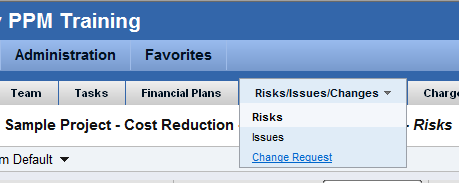 PPM Training
Administration Favorites
Team Tasks Financial Plans Risks/Issues/Changes
Sample Project - Cost Reduction - Risks
Risks
Issues
Change Request
Default